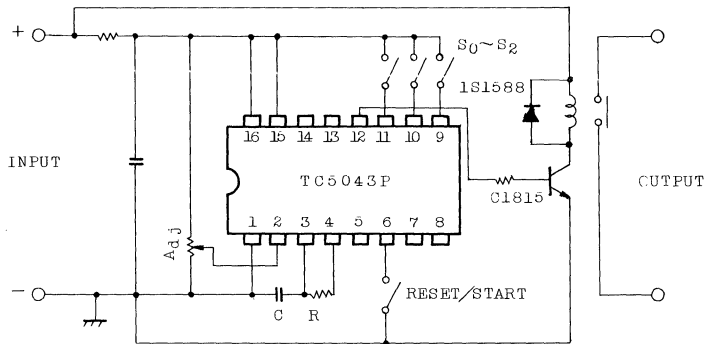 +
S0~S2
1S1588
16 15 14 13 12 11 10 9
INPUT
TC5043P
C1815
OUTPUT
1 2 3 4 5 6 7 8
Adj
−
C R
RESET/START